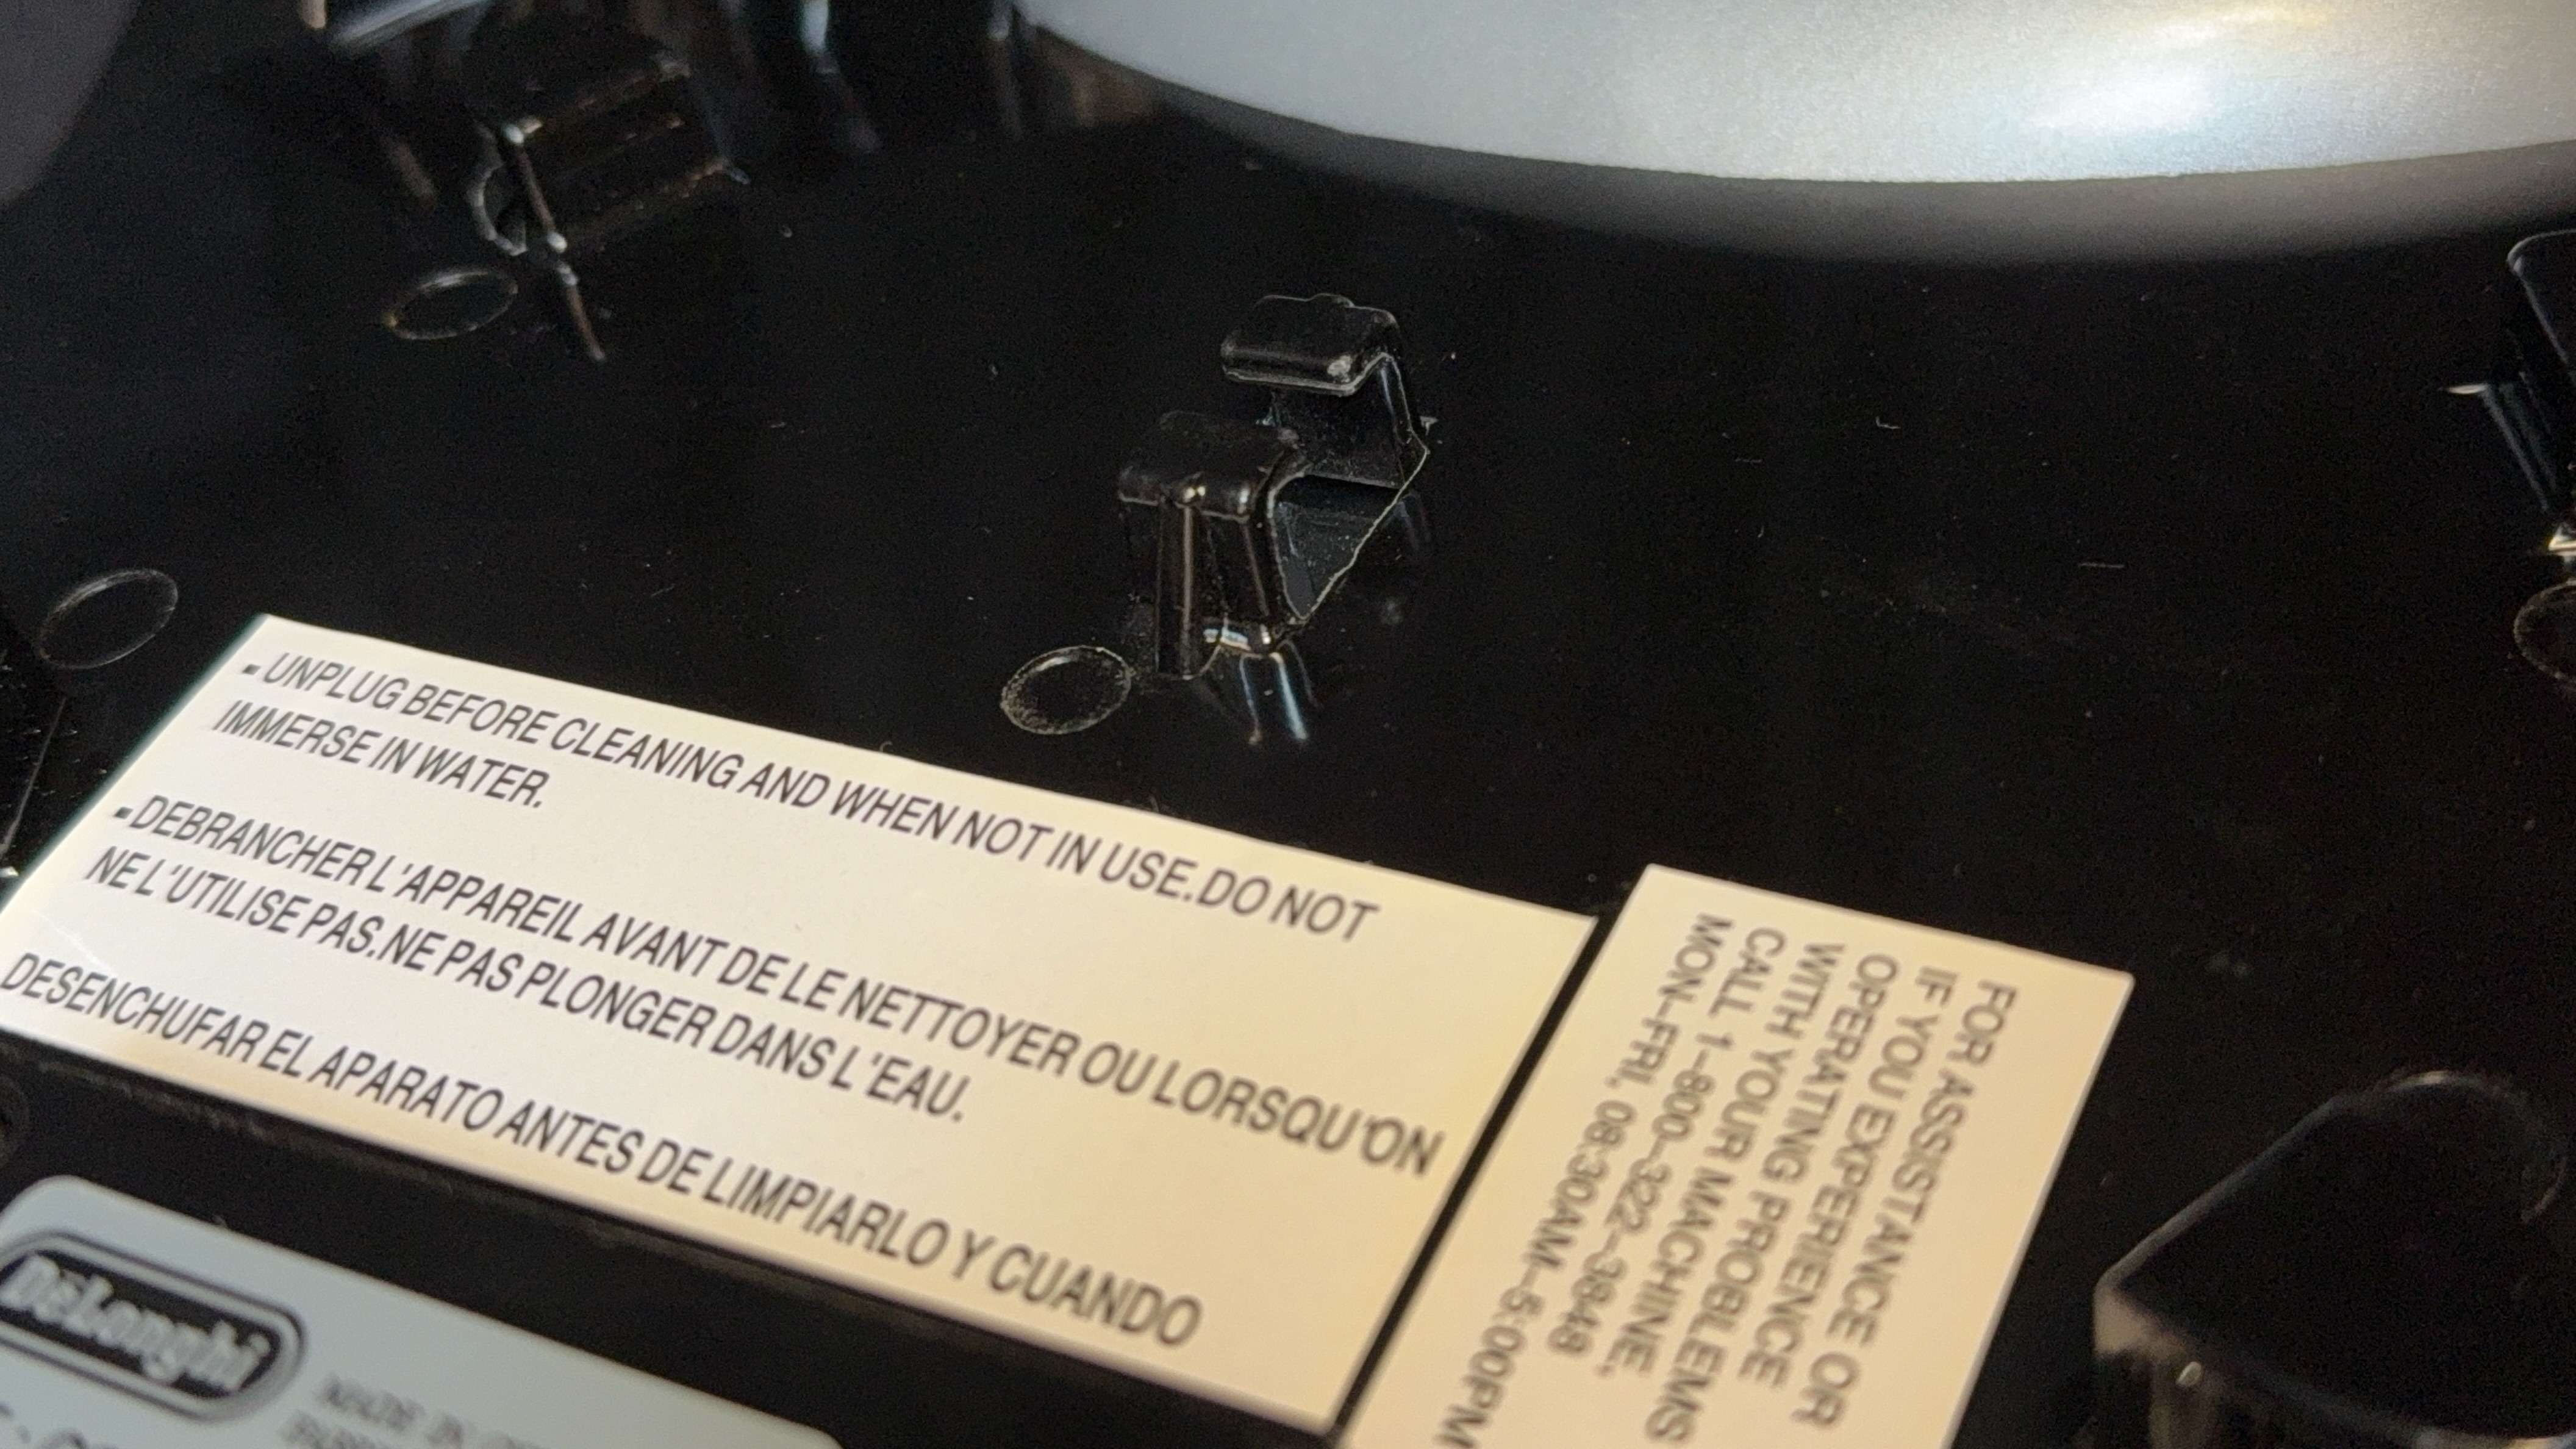 ▪UNPLUG BEFORE CLEANING AND WHEN NOT IN USE.DO NOT
IMMERSE IN WATER.
▪DEBRANCHER L'APPAREIL AVANT DE LE NETTOYER OU LORSQU'ON
NE L'UTILISE PAS.NE PAS PLONGER DANS L'EAU.
DESENCHUFAR EL APARATO ANTES DE LIMPIARLO Y CUANDO
FOR ASSISTANCE OR
IF YOU EXPERIENCE
OPERATING PROBLEMS
WITH YOUR MACHINE,
CALL 1-800-322-3848
MON-FRI, 08:30AM-5:00PM
DeLonghi
MADE IN